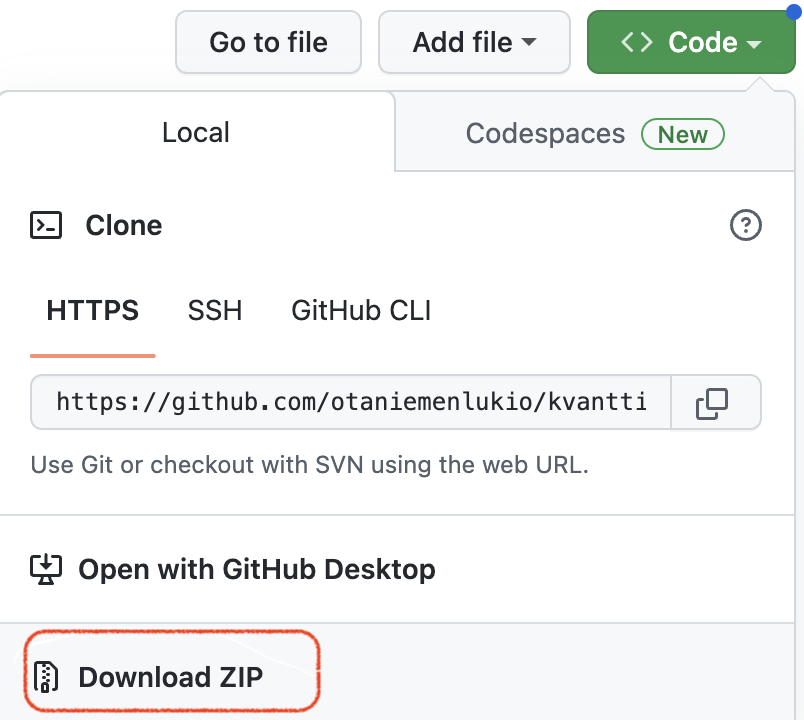 Go to file Add file Code
Local Codespaces New
Clone
HTTPS SSH GitHub CLI
https://github.com/otaniemenlukio/kvantti
Use Git or checkout with SVN using the web URL.
Open with GitHub Desktop
Download ZIP